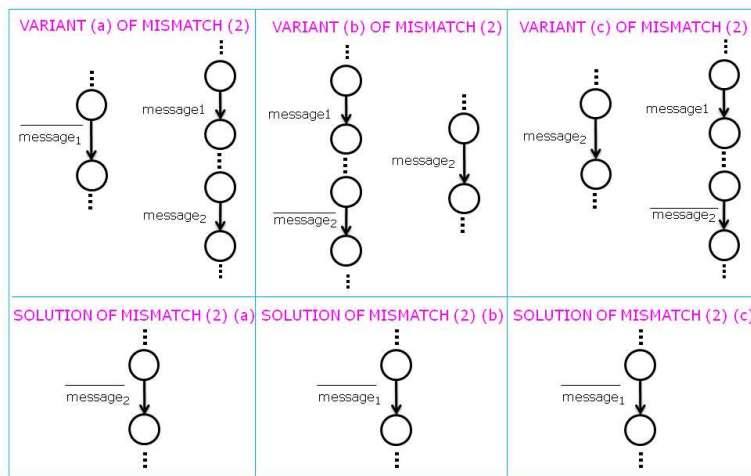 VARIANT (a) OF MISMATCH (2)
message₁
message1
message₂
VARIANT (b) OF MISMATCH (2)
message1
message₂
message₂
VARIANT (c) OF MISMATCH (2)
message₂
message1
message₂
SOLUTION OF MISMATCH (2) (a)
message₂
SOLUTION OF MISMATCH (2) (b)
message₁
SOLUTION OF MISMATCH (2) (c)
message₁